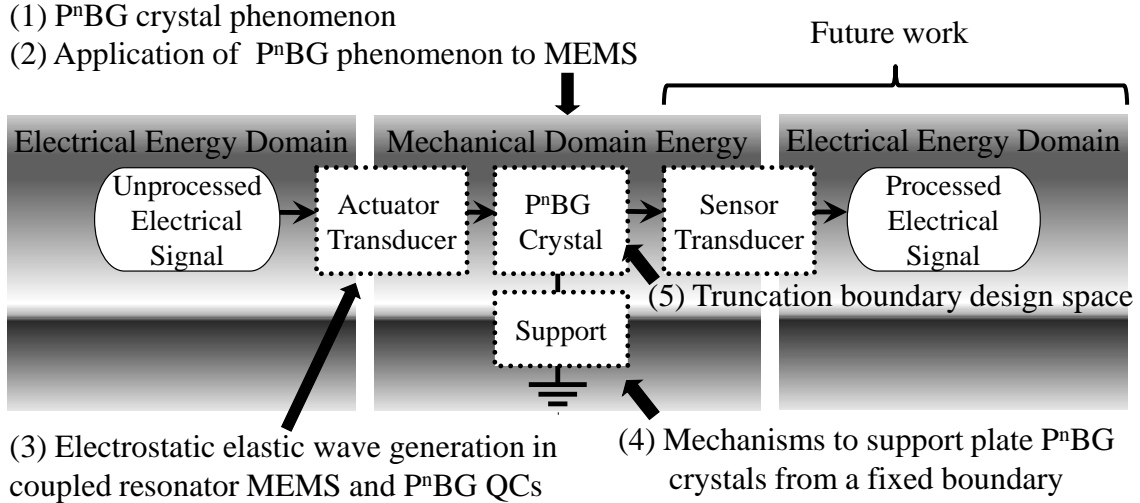 (1) PⁿBG crystal phenomenon
(2) Application of PⁿBG phenomenon to MEMS
Future work
Electrical Energy Domain
Mechanical Domain Energy
Electrical Energy Domain
Unprocessed
Electrical
Signal
Actuator
Transducer
PⁿBG
Crystal
Sensor
Transducer
Processed
Electrical
Signal
(5) Truncation boundary design space
Support
(3) Electrostatic elastic wave generation in
coupled resonator MEMS and PⁿBG QCs
(4) Mechanisms to support plate PⁿBG
crystals from a fixed boundary